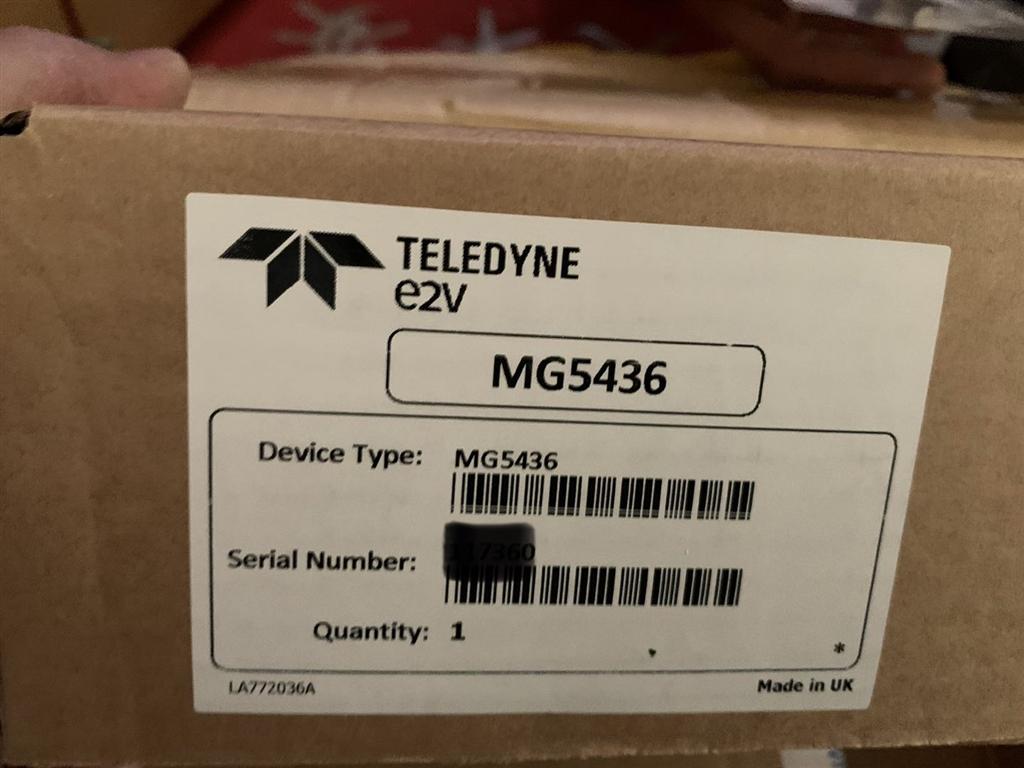 TELEDYNE
e2v
MG5436
Device Type: MG5436
Serial Number:
Quantity: 1
*
LA772036A
Made in UK